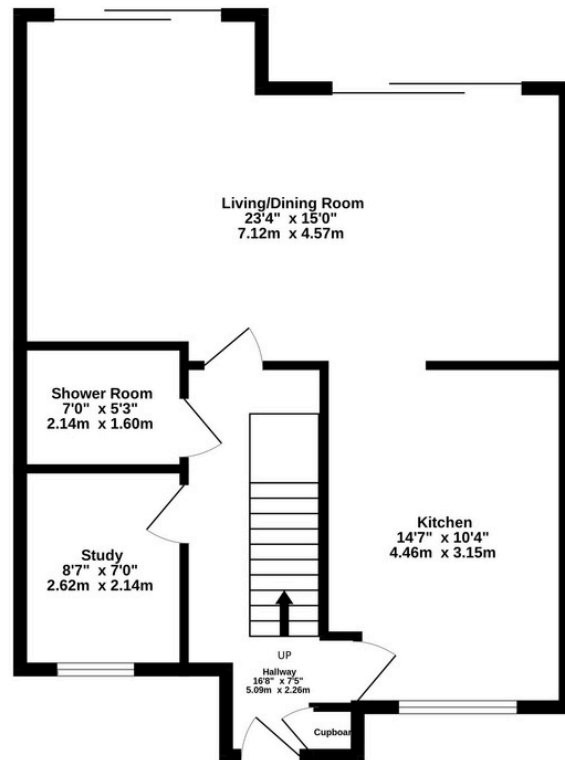 Living/Dining Room
23'4" x 15'0"
7.12m x 4.57m
Shower Room
7'0" x 5'3"
2.14m x 1.60m
Kitchen
14'7" x 10'4"
4.46m x 3.15m
Study
8'7" x 7'0"
2.62m x 2.14m
UP
Hallway
16'8" x 7'5"
5.09m x 2.26m
Cupboar